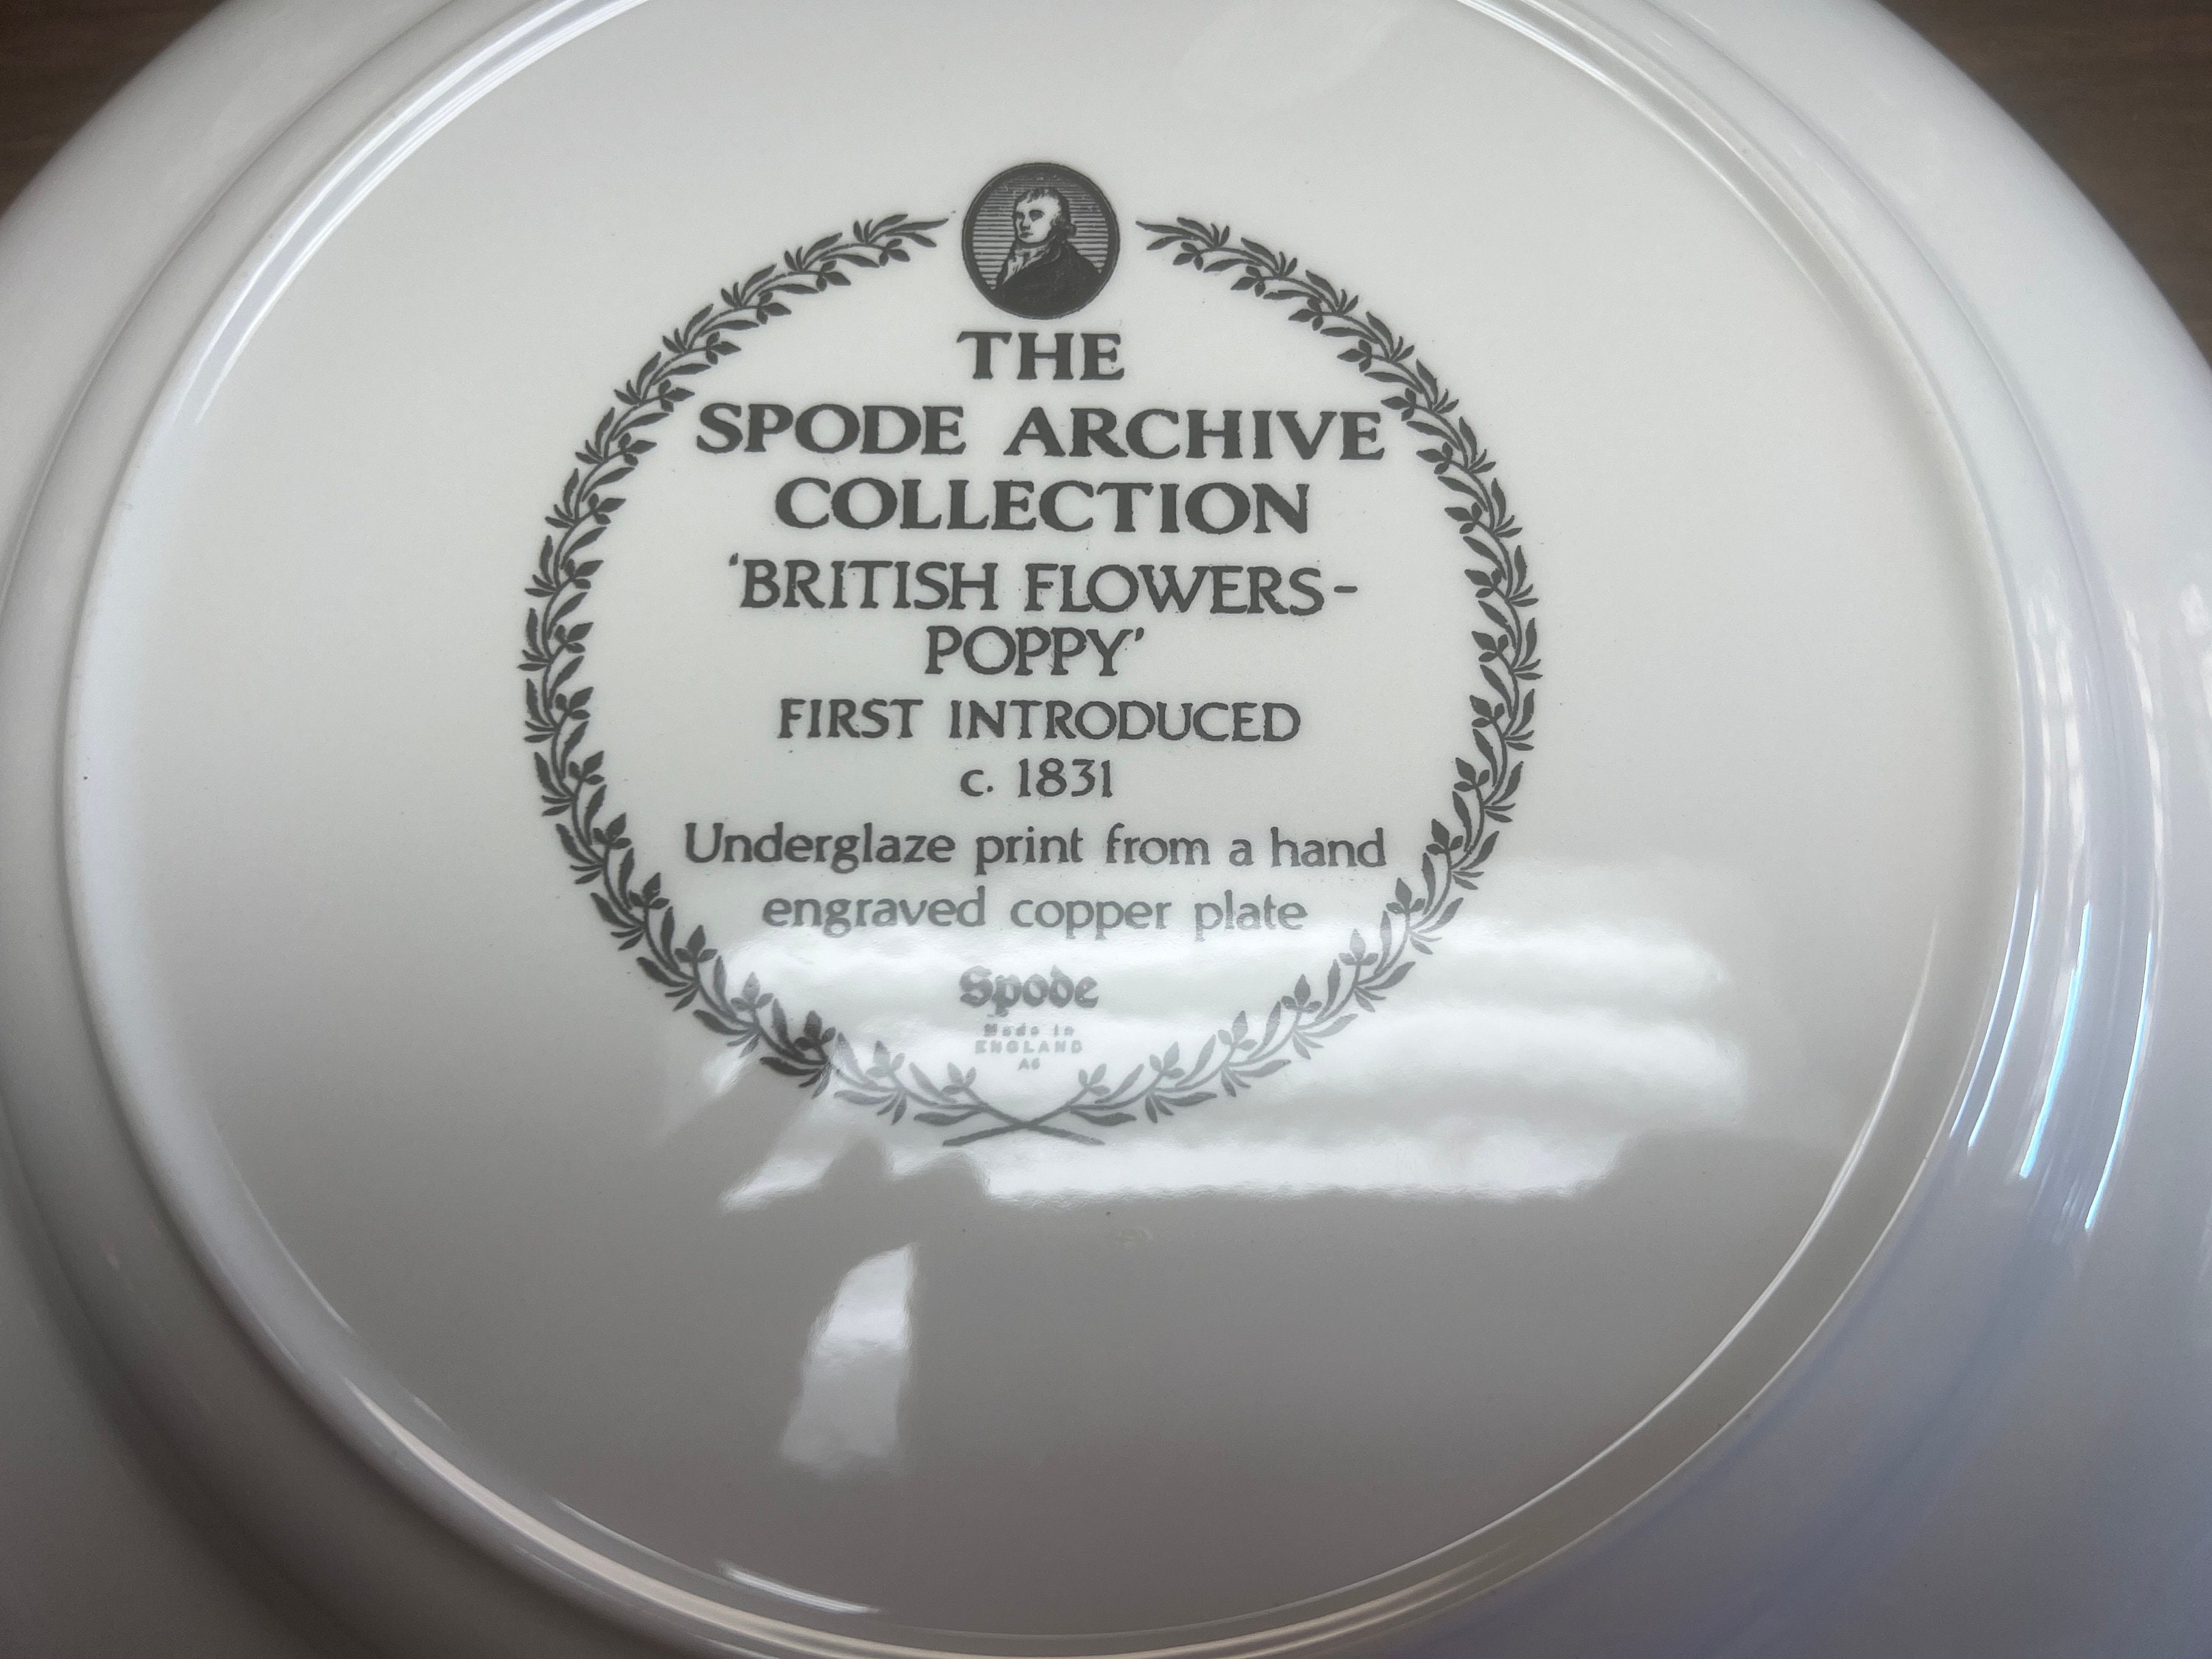 THE
SPODE ARCHIVE
COLLECTION
‘BRITISH FLOWERS-
POPPY’
FIRST INTRODUCED
c. 1831
Underglaze print from a hand
engraved copper plate
Spode
Made in
ENGLAND
A6